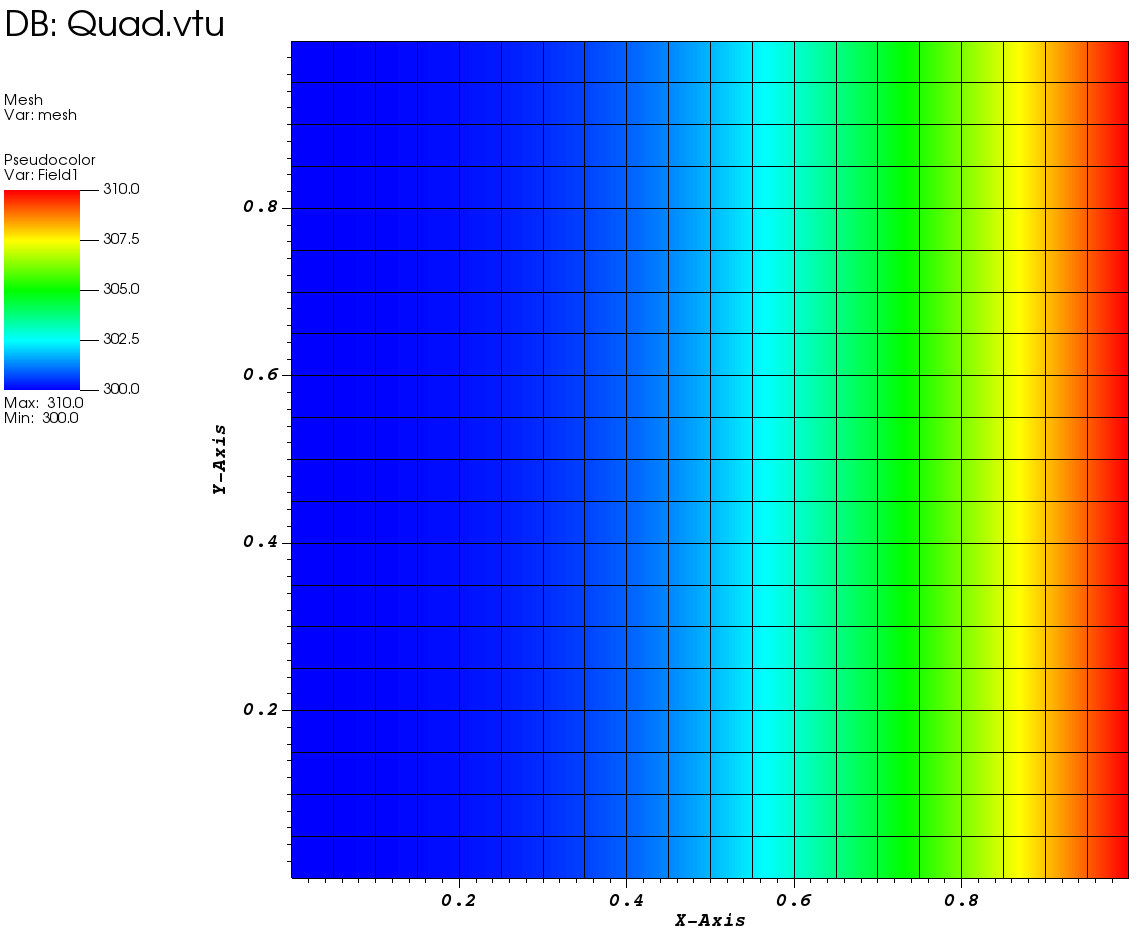 DB: Quad.vtu
Mesh
Var: mesh
Pseudocolor
Var: Field1
310.0
307.5
305.0
302.5
300.0
Max: 310.0
Min: 300.0
0.8
0.6
0.4
0.2
Y-Axis
0.2 0.4 0.6 0.8
X-Axis